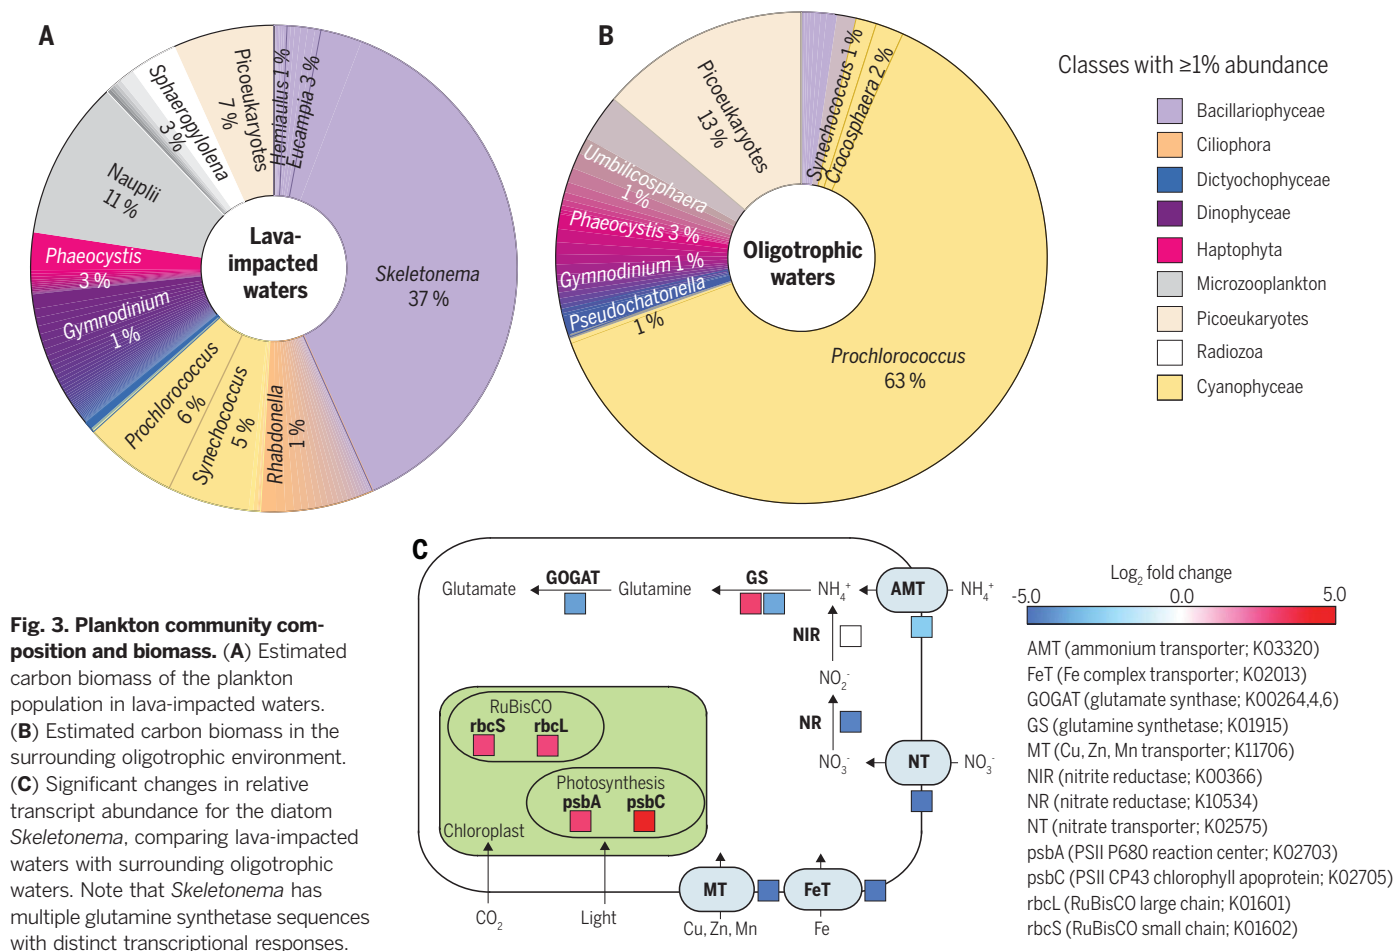 A
Hemiaulus 1 %
Eucampia 3 %
Skeletonema
37 %
Rhabdonella
1 %
Synechococcus
5 %
Prochlorococcus
6 %
Gymnodinium
1 %
Phaeocystis
3 %
Nauplii
11 %
Sphaeropylolena
3 %
Picoeukaryotes
7 %
Lava-
impacted
waters
B
Synechococcus 1 %
Crocosphaera 2 %
Prochlorococcus
63 %
Pseudochatonella
1 %
Gymnodinium 1 %
Phaeocystis 3 %
Umbilicosphaera
1 %
Picoeukaryotes
13 %
Oligotrophic
waters
Classes with ≥1% abundance
Bacillariophyceae
Ciliophora
Dictyochophyceae
Dinophyceae
Haptophyta
Microzooplankton
Picoeukaryotes
Radiozoa
Cyanophyceae
Fig. 3. Plankton community com-
position and biomass. (A) Estimated
carbon biomass of the plankton
population in lava-impacted waters.
(B) Estimated carbon biomass in the
surrounding oligotrophic environment.
(C) Significant changes in relative
transcript abundance for the diatom
Skeletonema, comparing lava-impacted
waters with surrounding oligotrophic
waters. Note that Skeletonema has
multiple glutamine synthetase sequences
with distinct transcriptional responses.
C
Glutamate
GOGAT
Glutamine
GS
NH₄⁺
AMT
NH₄⁺
NIR
NO₂⁻
NR
NO₃⁻
NT
NO₃⁻
RuBisCO
rbcS
rbcL
Photosynthesis
psbA
psbC
Chloroplast
MT
FeT
CO₂
Light
Cu, Zn, Mn
Fe
Log₂ fold change
-5.0
0.0
5.0
AMT (ammonium transporter; K03320)
FeT (Fe complex transporter; K02013)
GOGAT (glutamate synthase; K00264,4,6)
GS (glutamine synthetase; K01915)
MT (Cu, Zn, Mn transporter; K11706)
NIR (nitrite reductase; K00366)
NR (nitrate reductase; K10534)
NT (nitrate transporter; K02575)
psbA (PSII P680 reaction center; K02703)
psbC (PSII CP43 chlorophyll apoprotein; K02705)
rbcL (RuBisCO large chain; K01601)
rbcS (RuBisCO small chain; K01602)